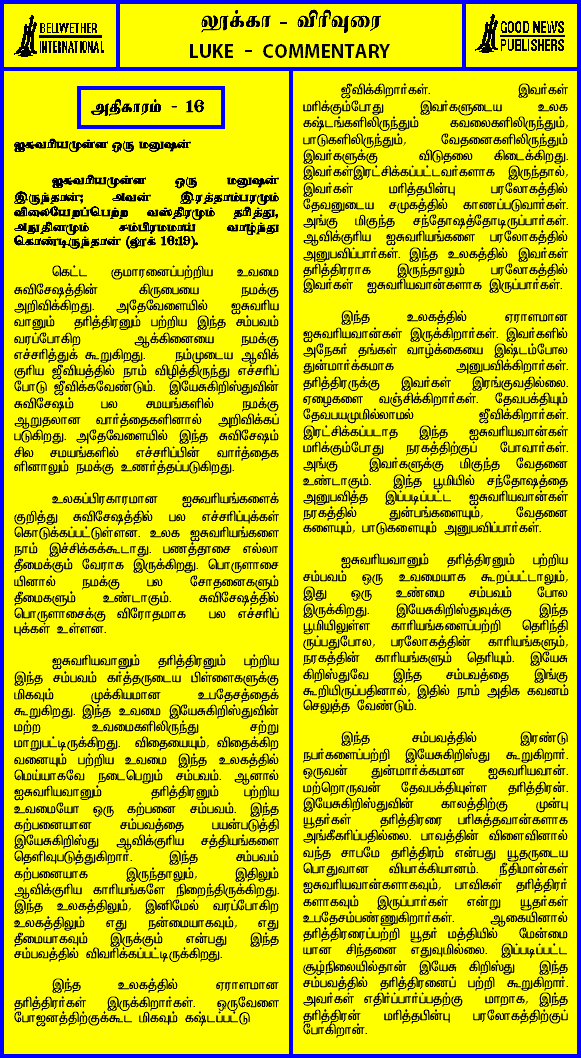 BELWETHER
INTERNATIONAL
லூக்கா - விரிவுரை
LUKE - COMMENTARY
GOOD NEWS
PUBLISHERS
அதிகாரம் - 16
ஐசுவரியமுள்ள ஒரு மனுஷன்
ஐசுவரியமுள்ள ஒரு மனுஷன்
இருந்தான்; அவன் இரத்தாம்பரமும்
விலையேறப்பெற்ற வஸ்திரமும் தரித்து,
அநுதினமும் சம்பிரமமாய் வாழ்ந்து
கொண்டிருந்தான் (லூக் 16:19).
கெட்ட குமாரனைப்பற்றிய உவமை
சுவிசேஷத்தின் கிருபையை நமக்கு
அறிவிக்கிறது. அதேவேளையில் ஐசுவரிய
வானும் தரித்திரனும் பற்றிய இந்த சம்பவம்
வரப்போகிற ஆக்கினையை நமக்கு
எச்சரித்துக் கூறுகிறது. நம்முடைய ஆவிக்
குரிய ஜீவியத்தில் நாம் விழித்திருந்து எச்சரிப்
போடு ஜீவிக்கவேண்டும். இயேசுகிறிஸ்துவின்
சுவிசேஷம் பல சமயங்களில் நமக்கு
ஆறுதலான வார்த்தைகளினால் அறிவிக்கப்
படுகிறது. அதேவேளையில் இந்த சுவிசேஷம்
சில சமயங்களில் எச்சரிப்பின் வார்த்தைக
ளினாலும் நமக்கு உணர்த்தப்படுகிறது.
உலகப்பிரகாரமான ஐசுவரியங்களைக்
குறித்து சுவிசேஷத்தில் பல எச்சரிப்புக்கள்
கொடுக்கப்பட்டுள்ளன. உலக ஐசுவரியங்களை
நாம் இச்சிக்கக்கூடாது. பணத்தாசை எல்லா
தீமைக்கும் வேராக இருக்கிறது. பொருளாசை
யினால் நமக்கு பல சோதனைகளும்
தீமைகளும் உண்டாகும். சுவிசேஷத்தில்
பொருளாசைக்கு விரோதமாக பல எச்சரிப்
புக்கள் உள்ளன.
ஐசுவரியவானும் தரித்திரனும் பற்றிய
இந்த சம்பவம் கர்த்தருடைய பிள்ளைகளுக்கு
மிகவும் முக்கியமான உபதேசத்தைக்
கூறுகிறது. இந்த உவமை இயேசுகிறிஸ்துவின்
மற்ற உவமைகளிலிருந்து சற்று
மாறுபட்டிருக்கிறது. விதையையும், விதைக்கிற
வனையும் பற்றிய உவமை இந்த உலகத்தில்
மெய்யாகவே நடைபெறும் சம்பவம். ஆனால்
ஐசுவரியவானும் தரித்திரனும் பற்றிய
உவமையோ ஒரு கற்பனை சம்பவம். இந்த
கற்பனையான சம்பவத்தை பயன்படுத்தி
இயேசுகிறிஸ்து ஆவிக்குரிய சத்தியங்களை
தெளிவுபடுத்துகிறார். இந்த சம்பவம்
கற்பனையாக இருந்தாலும், இதிலும்
ஆவிக்குரிய காரியங்களே நிறைந்திருக்கிறது.
இந்த உலகத்திலும், இனிமேல் வரப்போகிற
உலகத்திலும் எது நன்மையாகவும், எது
தீமையாகவும் இருக்கும் என்பது இந்த
சம்பவத்தில் விவரிக்கப்பட்டிருக்கிறது.
இந்த உலகத்தில் ஏராளமான
தரித்திரர்கள் இருக்கிறார்கள். ஒருவேளை
போஜனத்திற்குக்கூட மிகவும் கஷ்டப்பட்டு
ஜீவிக்கிறார்கள். இவர்கள்
மரிக்கும்போது இவர்களுடைய உலக
கஷ்டங்களிலிருந்தும் கவலைகளிலிருந்தும்,
பாடுகளிலிருந்தும், வேதனைகளிலிருந்தும்
இவர்களுக்கு விடுதலை கிடைக்கிறது.
இவர்கள்இரட்சிக்கப்பட்டவர்களாக இருந்தால்,
இவர்கள் மரித்தபின்பு பரலோகத்தில்
தேவனுடைய சமுகத்தில் காணப்படுவார்கள்.
அங்கு மிகுந்த சந்தோஷத்தோடிருப்பார்கள்.
ஆவிக்குரிய ஐசுவரியங்களை பரலோகத்தில்
அனுபவிப்பார்கள். இந்த உலகத்தில் இவர்கள்
தரித்திரராக இருந்தாலும் பரலோகத்தில்
இவர்கள் ஐசுவரியவான்களாக இருப்பார்கள்.
இந்த உலகத்தில் ஏராளமான
ஐசுவரியவான்கள் இருக்கிறார்கள். இவர்களில்
அநேகர் தங்கள் வாழ்க்கையை இஷ்டம்போல
துன்மார்க்கமாக அனுபவிக்கிறார்கள்.
தரித்திரருக்கு இவர்கள் இரங்குவதில்லை.
ஏழைகளை வஞ்சிக்கிறார்கள். தேவபக்தியும்
தேவபயமுமில்லாமல் ஜீவிக்கிறார்கள்.
இரட்சிக்கப்படாத இந்த ஐசுவரியவான்கள்
மரிக்கும்போது நரகத்திற்குப் போவார்கள்.
அங்கு இவர்களுக்கு மிகுந்த வேதனை
உண்டாகும். இந்த பூமியில் சந்தோஷத்தை
அனுபவித்த இப்படிப்பட்ட ஐசுவரியவான்கள்
நரகத்தில் துன்பங்களையும், வேதனை
களையும், பாடுகளையும் அனுபவிப்பார்கள்.
ஐசுவரியவானும் தரித்திரனும் பற்றிய
சம்பவம் ஒரு உவமையாக கூறப்பட்டாலும்,
இது ஒரு உண்மை சம்பவம் போல
இருக்கிறது. இயேசுகிறிஸ்துவுக்கு இந்த
பூமியிலுள்ள காரியங்களைப்பற்றி தெரிந்தி
ருப்பதுபோல, பரலோகத்தின் காரியங்களும்,
நரகத்தின் காரியங்களும் தெரியும். இயேசு
கிறிஸ்துவே இந்த சம்பவத்தை இங்கு
கூறியிருப்பதினால், இதில் நாம் அதிக கவனம்
செலுத்த வேண்டும்.
இந்த சம்பவத்தில் இரண்டு
நபர்களைப்பற்றி இயேசுகிறிஸ்து கூறுகிறார்.
ஒருவன் துன்மார்க்கமான ஐசுவரியவான்.
மற்றொருவன் தேவபக்தியுள்ள தரித்திரன்.
இயேசுகிறிஸ்துவின் காலத்திற்கு முன்பு
யூதர்கள் தரித்திரரை பரிசுத்தவான்களாக
அங்கீகரிப்பதில்லை. பாவத்தின் விளைவினால்
வந்த சாபமே தரித்திரம் என்பது யூதருடைய
பொதுவான வியாக்கியானம். நீதிமான்கள்
ஐசுவரியவான்களாகவும், பாவிகள் தரித்திரர்
களாகவும் இருப்பார்கள் என்று யூதர்கள்
உபதேசம்பண்ணுகிறார்கள். ஆகையினால்
தரித்திரரைப்பற்றி யூதர் மத்தியில் மேன்மை
யான சிந்தனை எதுவுமில்லை. இப்படிப்பட்ட
சூழ்நிலையில்தான் இயேசு கிறிஸ்து இந்த
சம்பவத்தில் தரித்திரனைப் பற்றி கூறுகிறார்.
அவர்கள் எதிர்ப்பார்ப்பதற்கு மாறாக, இந்த
தரித்திரன் மரித்தபின்பு பரலோகத்திற்குப்
போகிறான்.